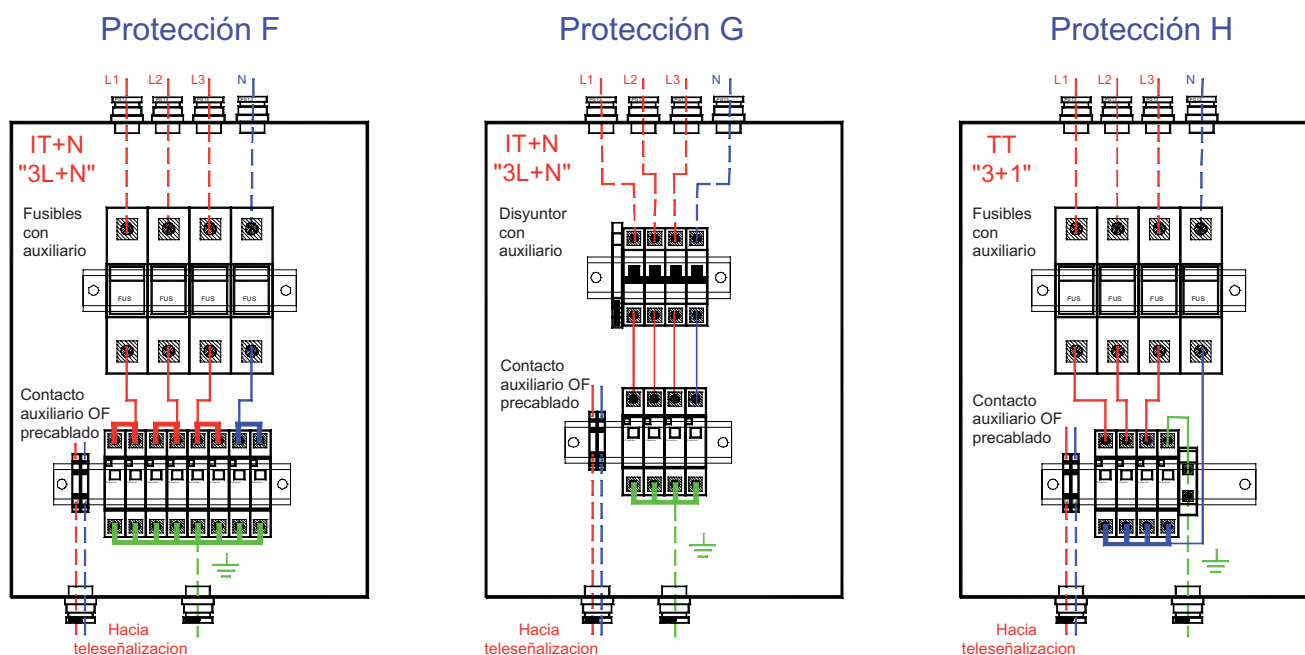 Protección F
L1 L2 L3 N
IT+N
"3L+N"
Fusibles
con
auxiliario
FUS FUS FUS FUS
Contacto
auxiliario OF
precablado
Hacia
teleseñalizacion
Protección G
L1 L2 L3 N
IT+N
"3L+N"
Disyuntor
con
auxiliario
Contacto
auxiliario OF
precablado
Hacia
teleseñalizacion
Protección H
L1 L2 L3 N
TT
"3+1"
Fusibles
con
auxiliario
FUS FUS FUS FUS
Contacto
auxiliario OF
precablado
Hacia
teleseñalizacion